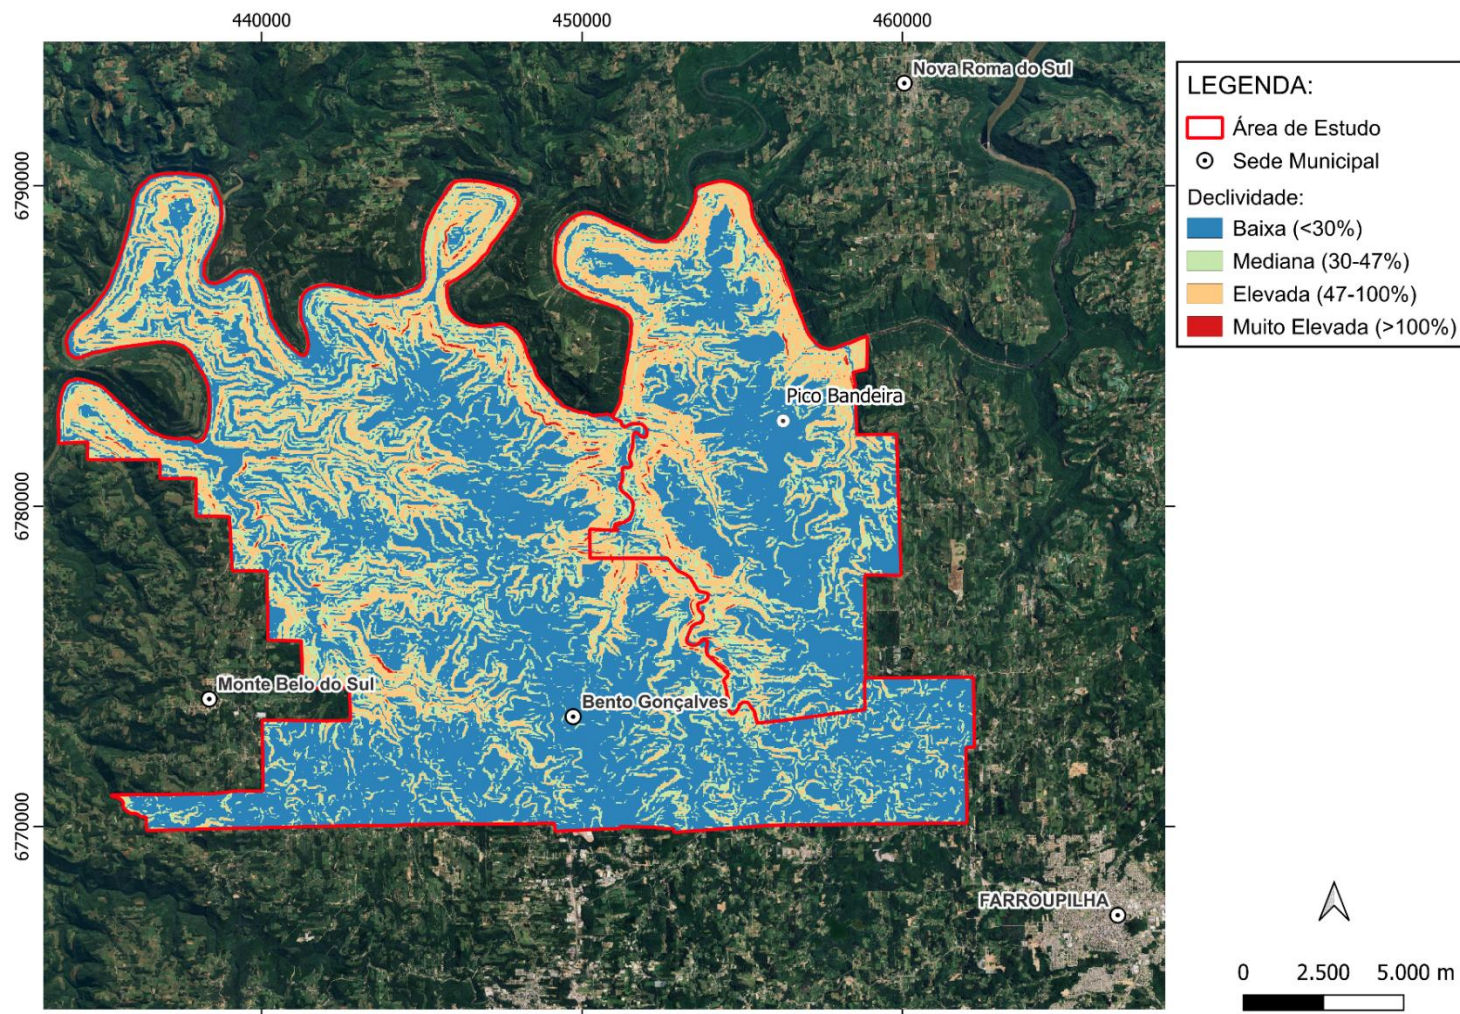 440000
450000
460000
6790000
6780000
6770000
Nova Roma do Sul
Pico Bandeira
Monte Belo do Sul
Bento Gonçalves
FARROUPILHA
LEGENDA:
Área de Estudo
Sede Municipal
Declividade:
Baixa (<30%)
Mediana (30-47%)
Elevada (47-100%)
Muito Elevada (>100%)
0 2.500 5.000 m